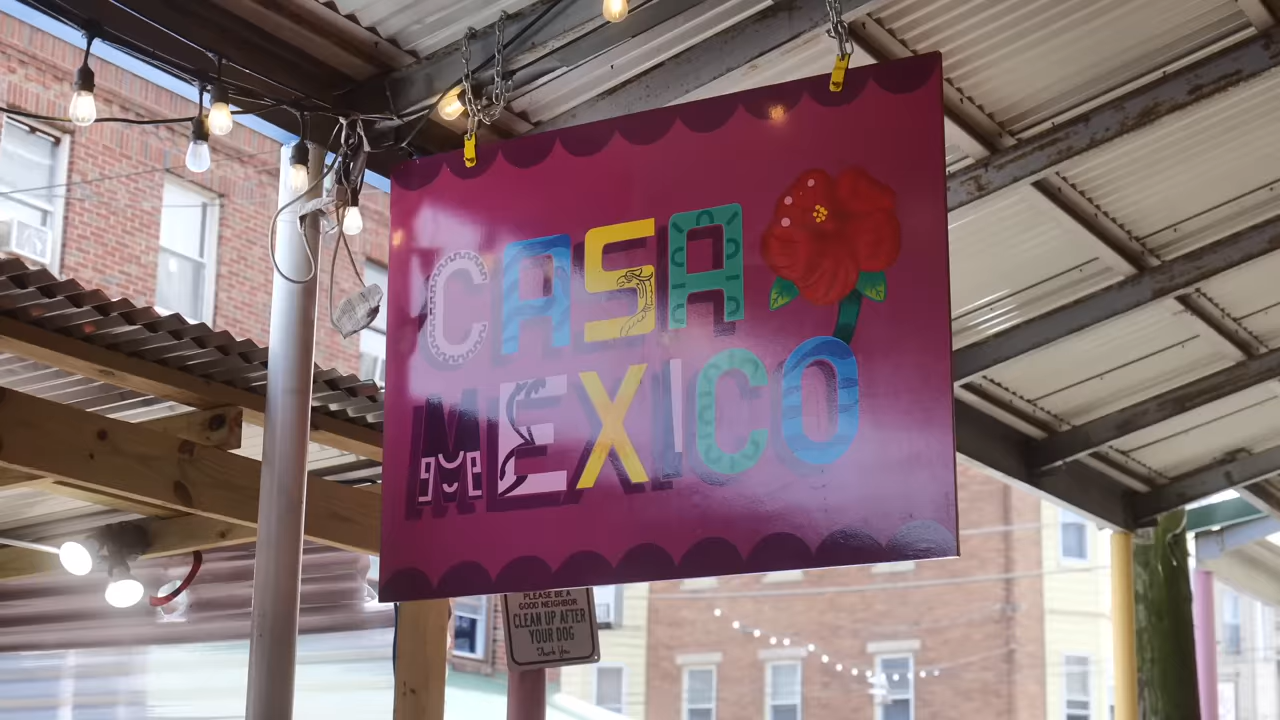 CASA
MEXICO
PLEASE BE A
GOOD NEIGHBOR
CLEAN UP AFTER
YOUR DOG
Thank You